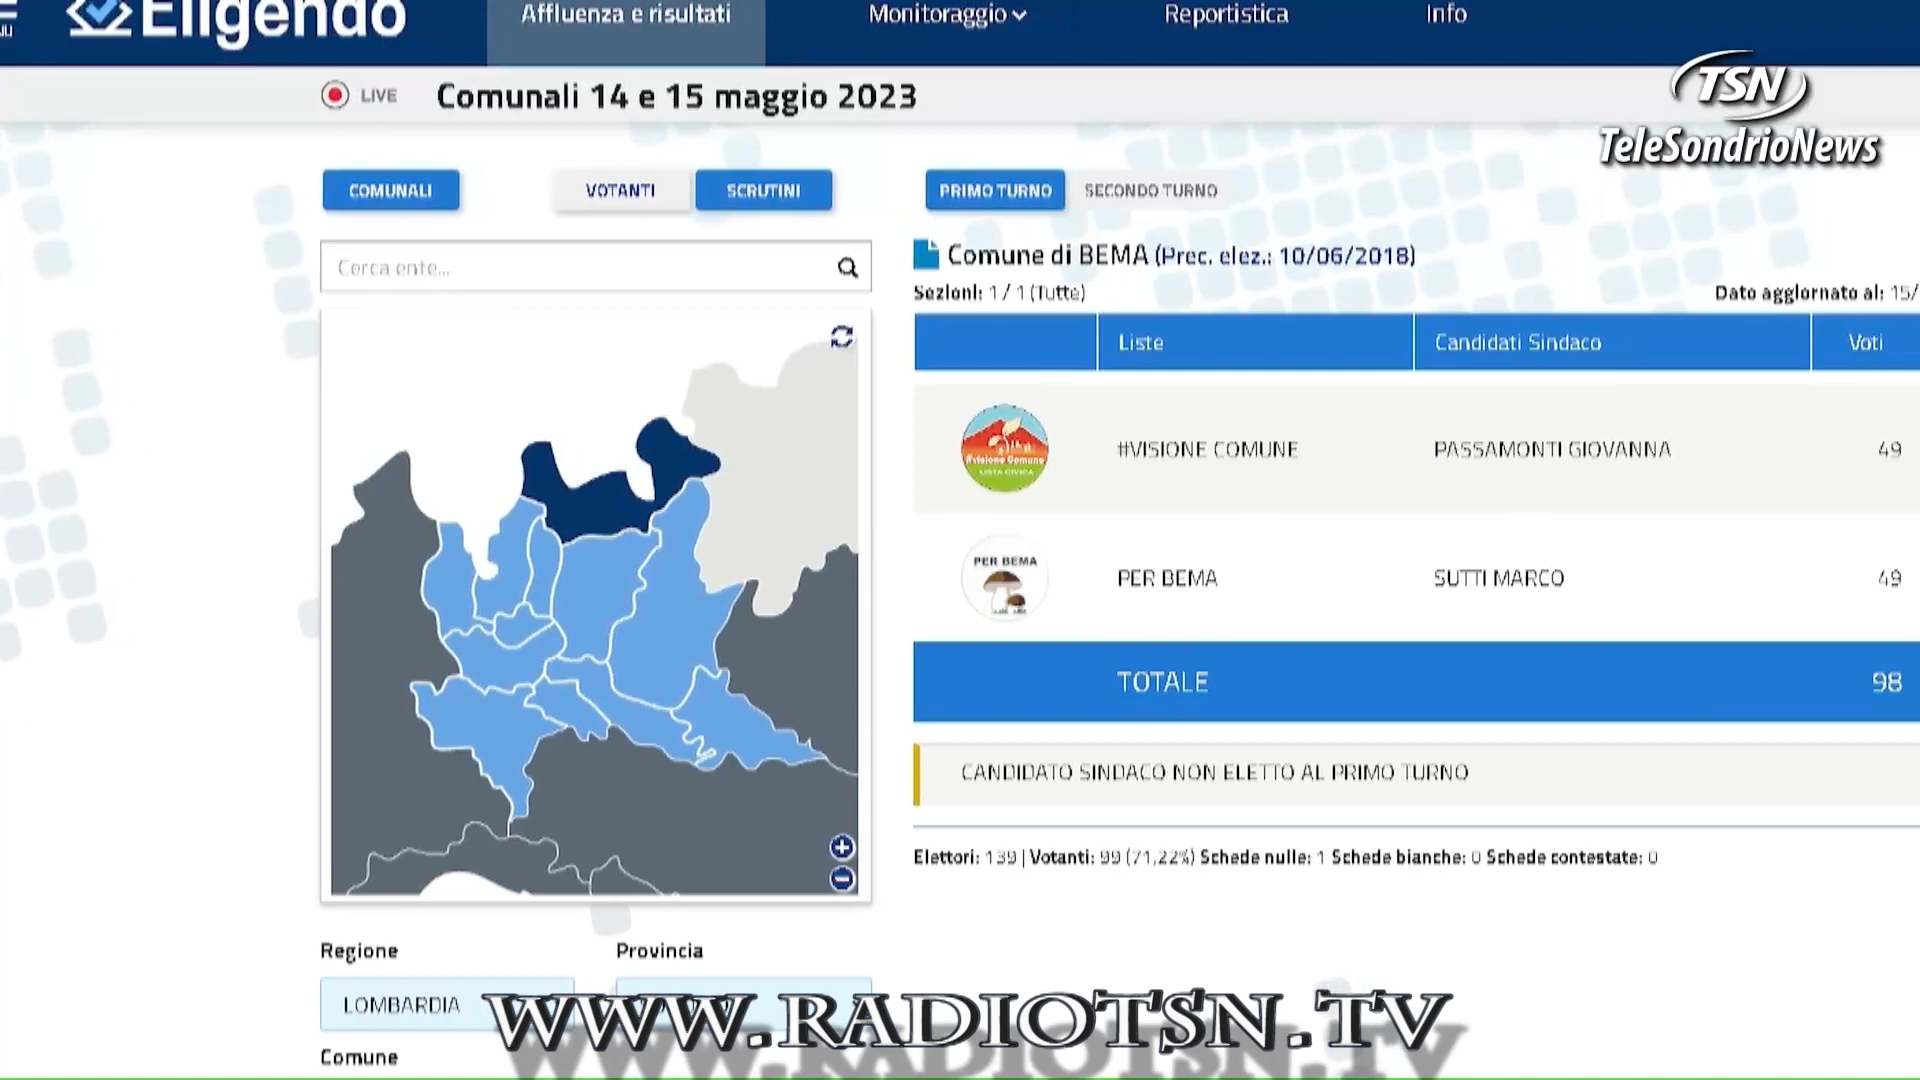 Eligendo
Affluenza e risultati
Monitoraggio
Reportistica
Info
LIVE
Comunali 14 e 15 maggio 2023
TSN
TeleSondrioNews
COMUNALI
VOTANTI
SCRUTINI
PRIMO TURNO
SECONDO TURNO
Cerca ente...
Comune di BEMA (Prec. elez.: 10/06/2018)
Sezioni: 1 / 1 (Tutte)
Dato aggiornato al: 15/
Liste
Candidati Sindaco
Voti
#visione Comune
LISTA CIVICA
#VISIONE COMUNE
PASSAMONTI GIOVANNA
49
PER BEMA
PER BEMA
SUTTI MARCO
49
TOTALE
98
CANDIDATO SINDACO NON ELETTO AL PRIMO TURNO
Elettori: 139 | Votanti: 99 (71,22%) Schede nulle: 1 Schede bianche: 0 Schede contestate: 0
Regione
Provincia
LOMBARDIA
WWW.RADIOTSN.TV
Comune